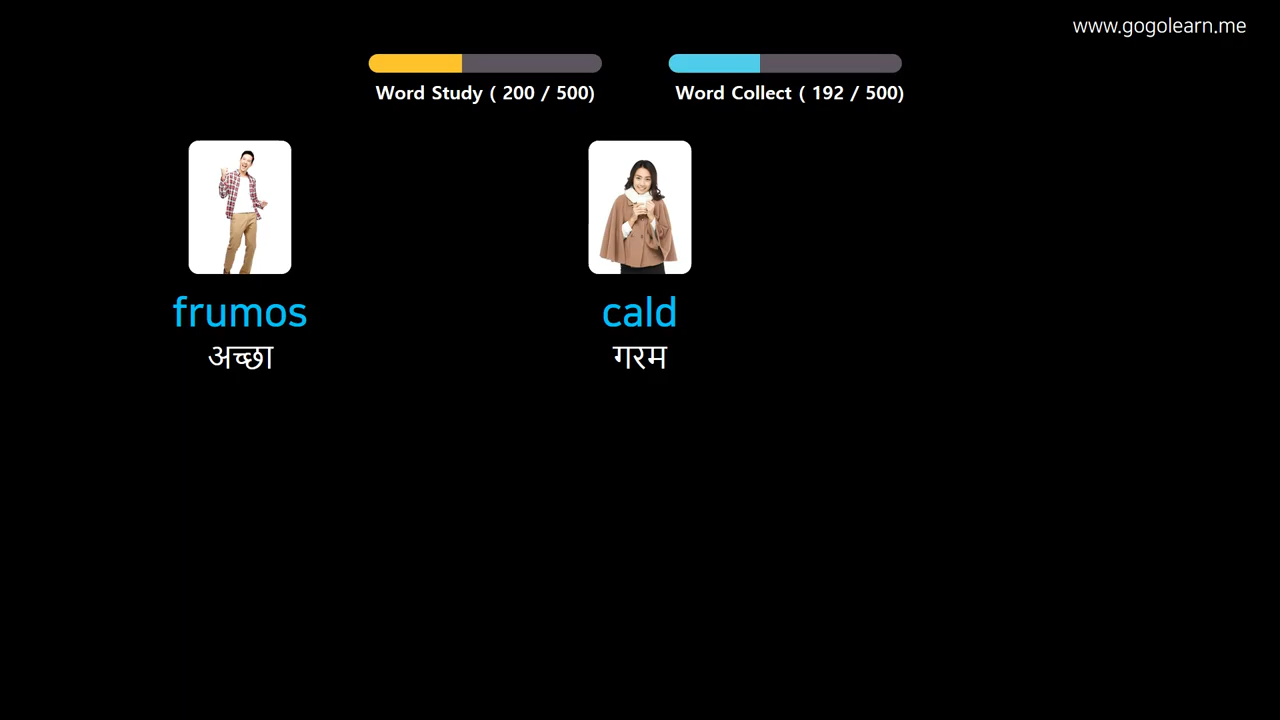 www.gogolearn.me
Word Study ( 200 / 500)
Word Collect ( 192 / 500)
frumos
अच्छा
cald
गरम